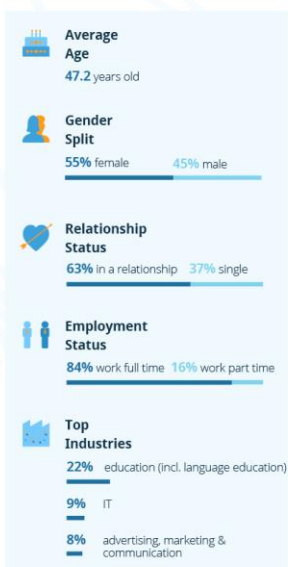 Average
Age
47.2 years old
Gender
Split
55% female 45% male
Relationship
Status
63% in a relationship 37% single
Employment
Status
84% work full time 16% work part time
Top
Industries
22% education (incl. language education)
9% IT
8% advertising, marketing &
communication